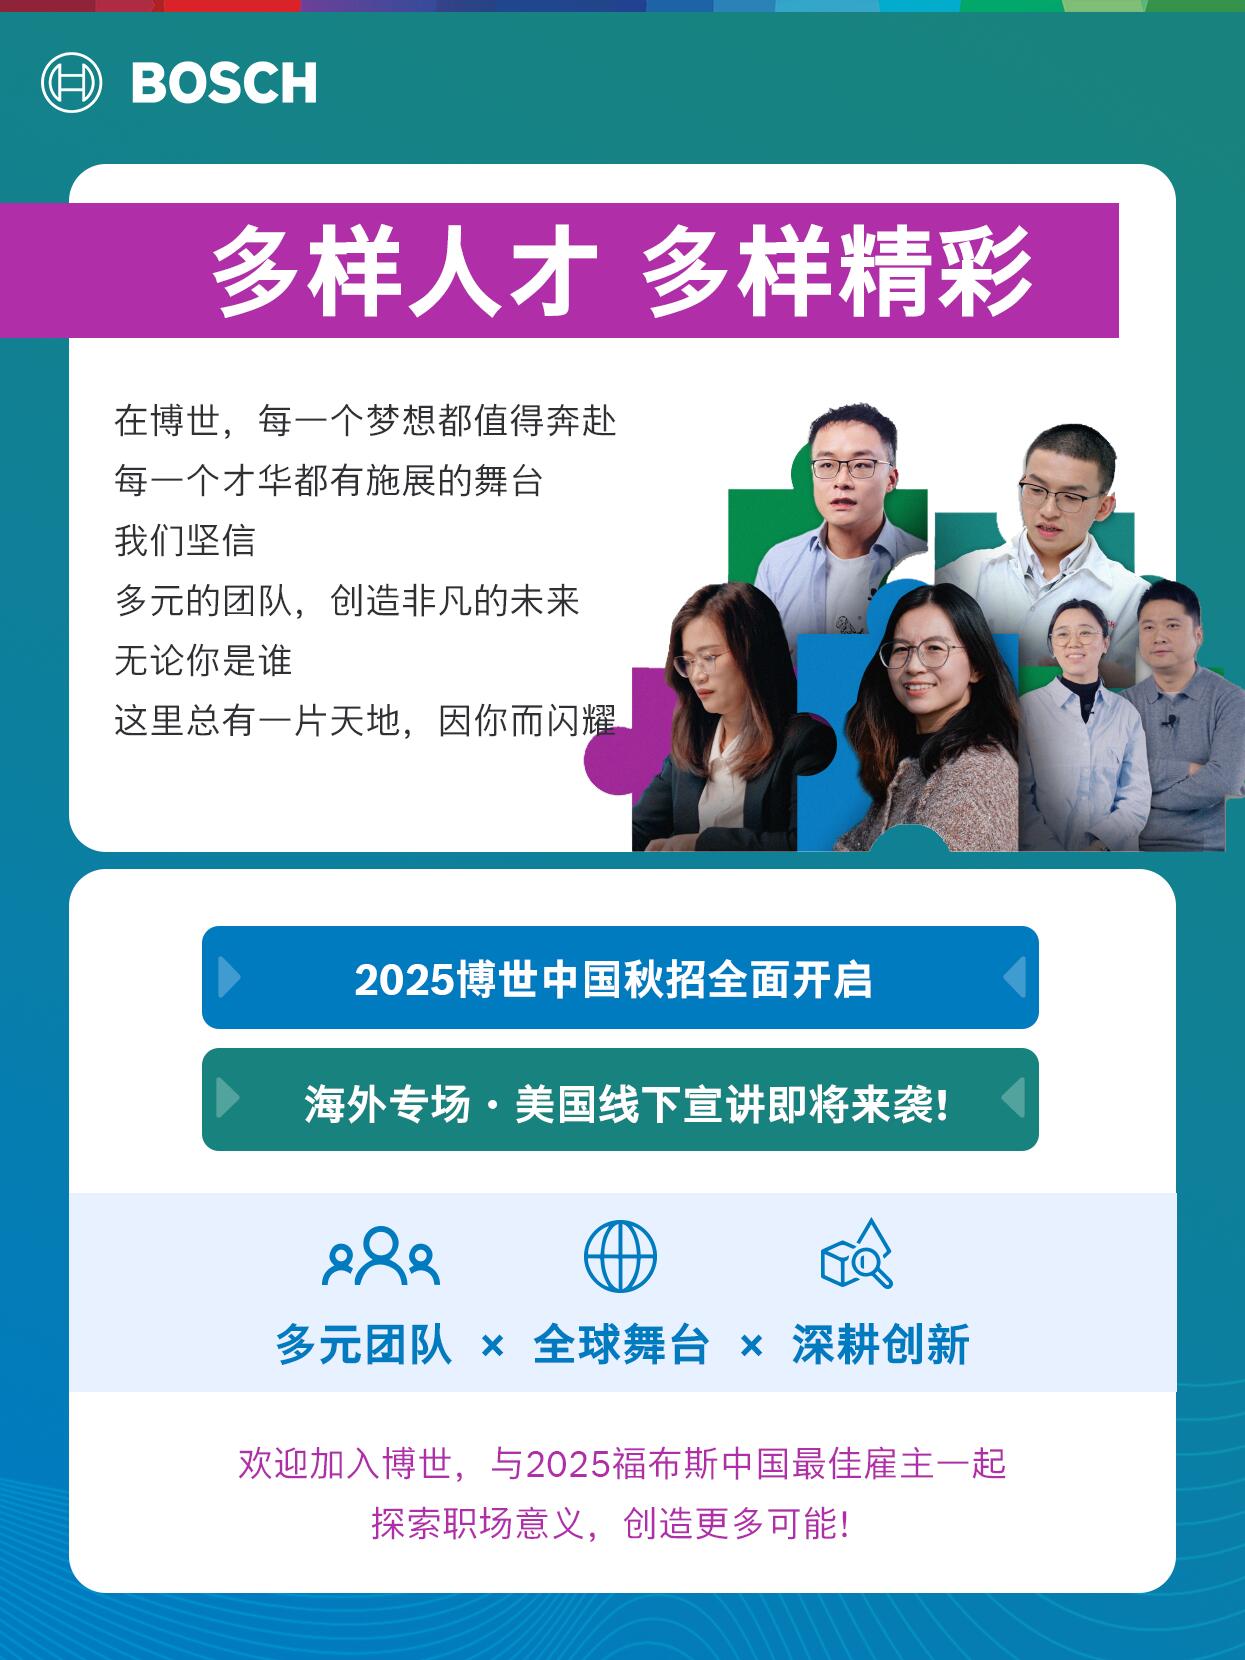 BOSCH
多样人才 多样精彩
在博世，每一个梦想都值得奔赴
每一个才华都有施展的舞台
我们坚信
多元的团队，创造非凡的未来
无论你是谁
这里总有一片天地，因你而闪耀
2025博世中国秋招全面开启
海外专场·美国线下宣讲即将来袭!
多元团队 × 全球舞台 × 深耕创新
欢迎加入博世，与2025福布斯中国最佳雇主一起
探索职场意义，创造更多可能!